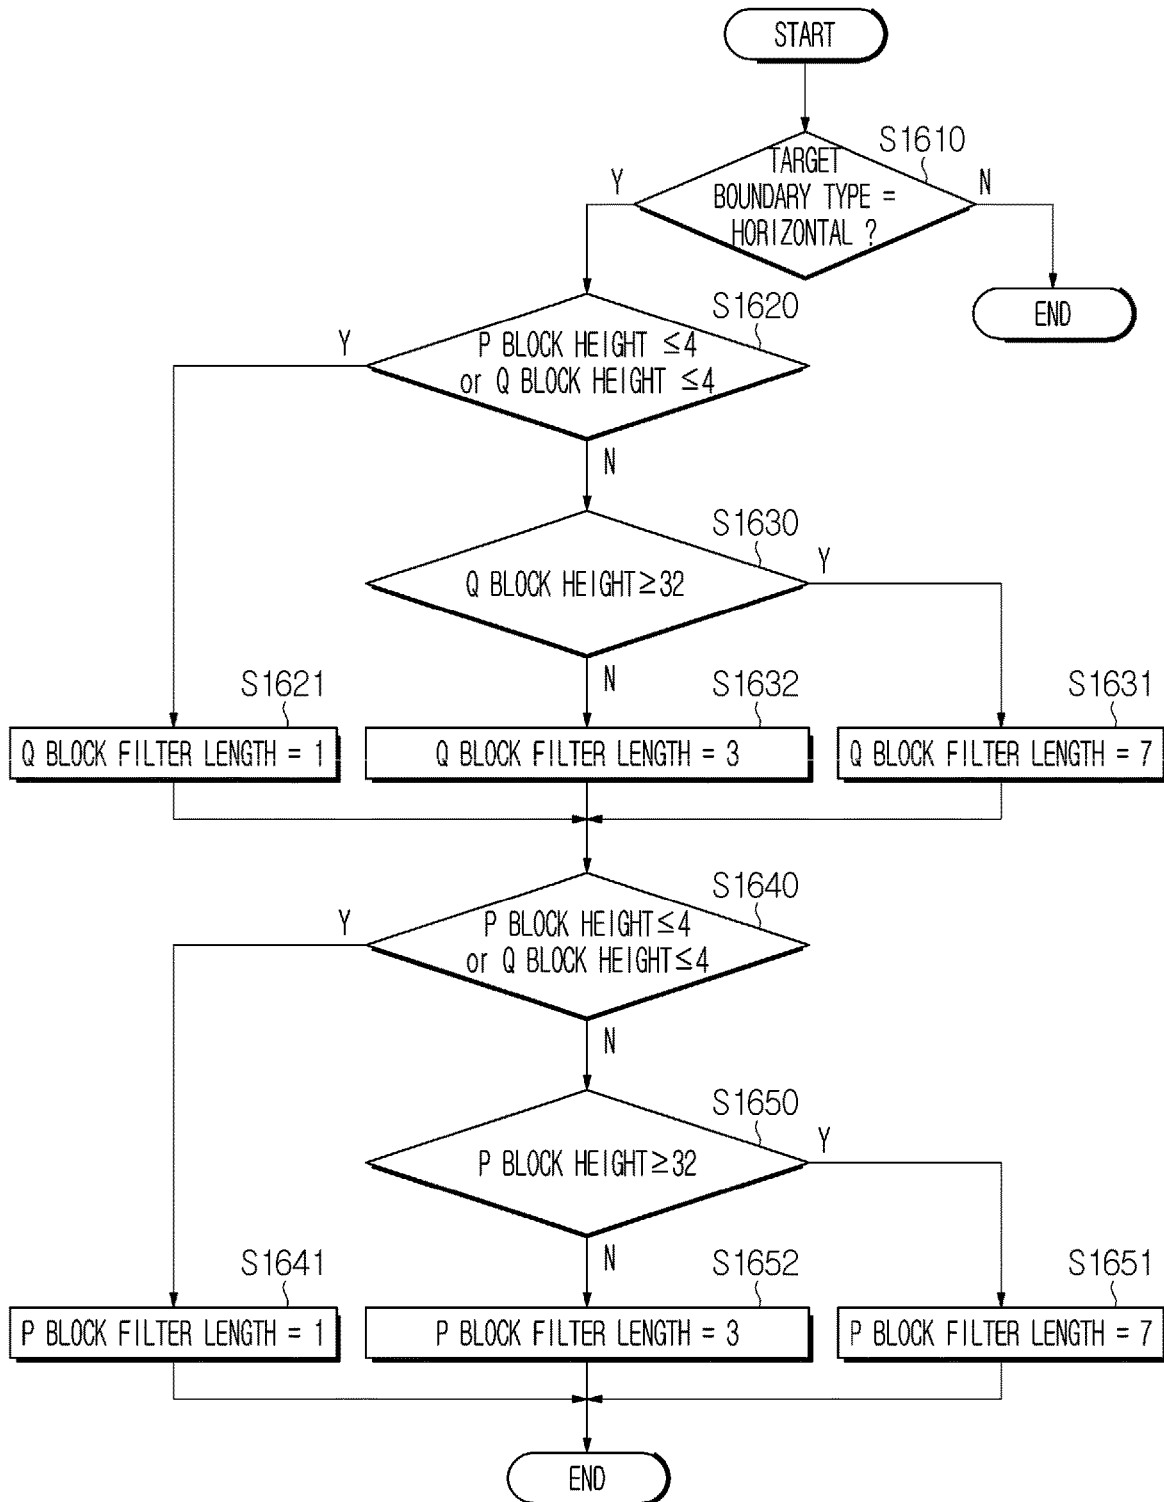 START
S1610
TARGET
BOUNDARY TYPE =
HORIZONTAL ?
Y
N
END
S1620
P BLOCK HEIGHT ≤4
or Q BLOCK HEIGHT ≤4
Y
N
S1630
Q BLOCK HEIGHT≥32
Y
N
S1621
S1632
S1631
Q BLOCK FILTER LENGTH = 1
Q BLOCK FILTER LENGTH = 3
Q BLOCK FILTER LENGTH = 7
S1640
P BLOCK HEIGHT≤4
or Q BLOCK HEIGHT≤4
Y
N
S1650
P BLOCK HEIGHT≥32
Y
N
S1641
S1652
S1651
P BLOCK FILTER LENGTH = 1
P BLOCK FILTER LENGTH = 3
P BLOCK FILTER LENGTH = 7
END